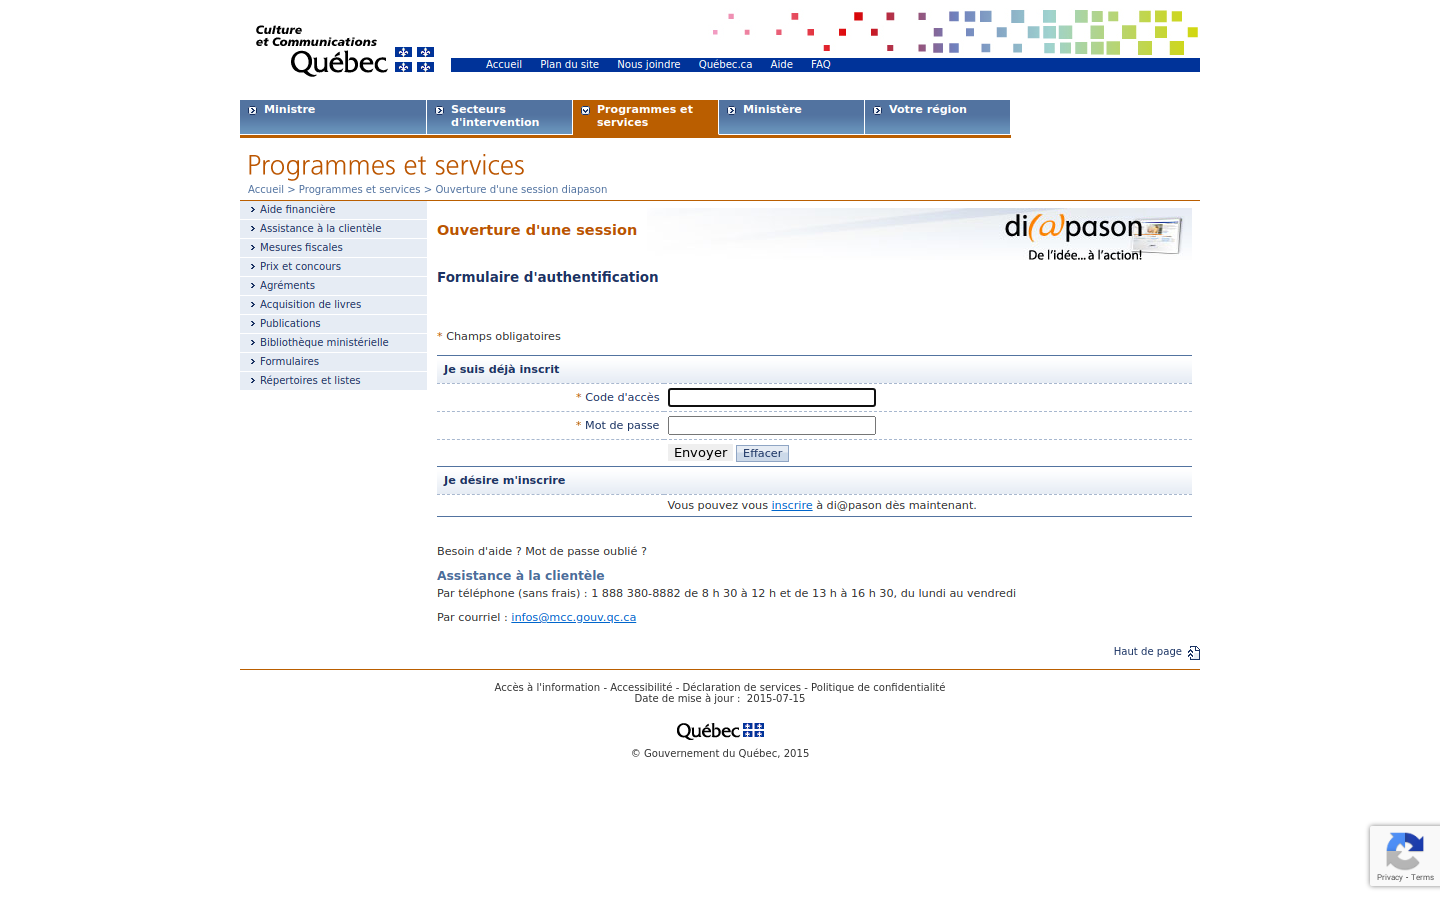 Culture
et Communications
Québec
Accueil Plan du site Nous joindre Québec.ca Aide FAQ
Ministre
Secteurs
d'intervention
Programmes et
services
Ministère
Votre région
Programmes et services
Accueil > Programmes et services > Ouverture d'une session diapason
Aide financière
Assistance à la clientèle
Mesures fiscales
Prix et concours
Agréments
Acquisition de livres
Publications
Bibliothèque ministérielle
Formulaires
Répertoires et listes
Ouverture d'une session
di(@)pason
De l'idée... à l'action!
Formulaire d'authentification
* Champs obligatoires
Je suis déjà inscrit
* Code d'accès
* Mot de passe
Envoyer Effacer
Je désire m'inscrire
Vous pouvez vous inscrire à di@pason dès maintenant.
Besoin d'aide ? Mot de passe oublié ?
Assistance à la clientèle
Par téléphone (sans frais) : 1 888 380-8882 de 8 h 30 à 12 h et de 13 h à 16 h 30, du lundi au vendredi
Par courriel : infos@mcc.gouv.qc.ca
Haut de page
Accès à l'information - Accessibilité - Déclaration de services - Politique de confidentialité
Date de mise à jour : 2015-07-15
Québec
© Gouvernement du Québec, 2015
Privacy - Terms